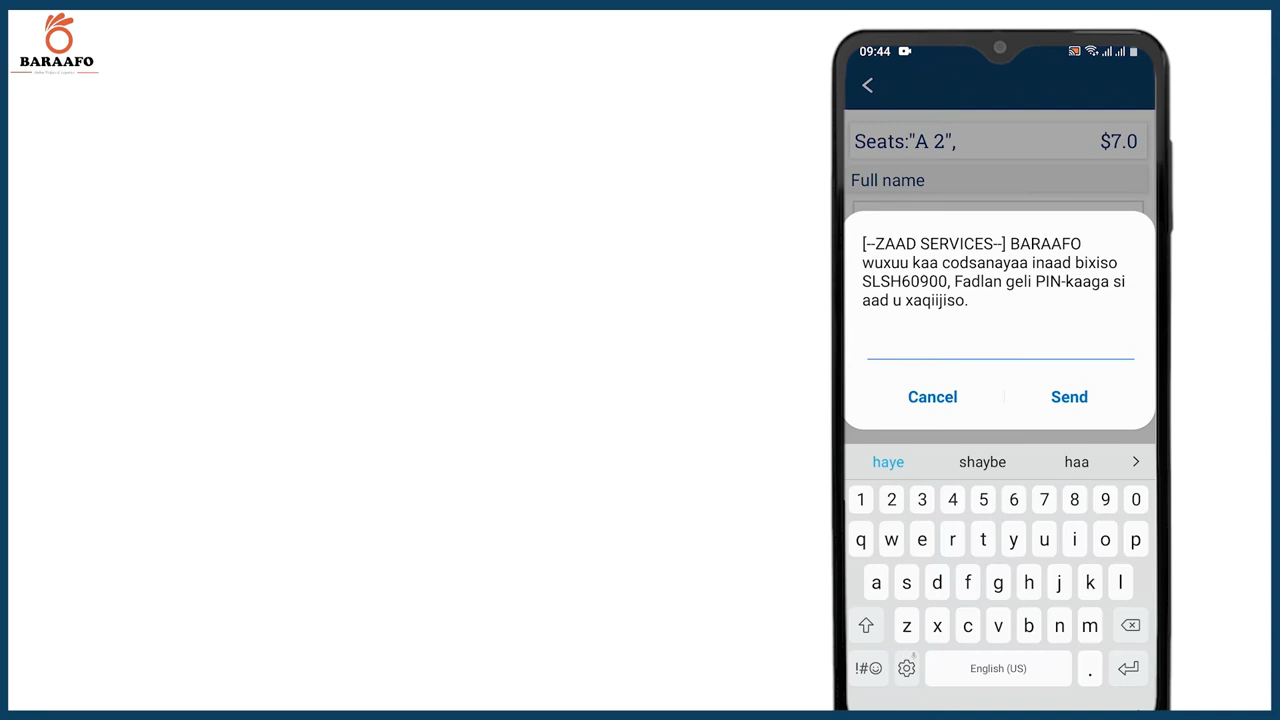 BARAAFO
09:44
Seats:"A 2", $7.0
Full name
[--ZAAD SERVICES--] BARAAFO
wuxuu kaa codsanayaa inaad bixiso
SLSH60900, Fadlan geli PIN-kaaga si
aad u xaqiijiso.
Cancel Send
haye shaybe haa
1 2 3 4 5 6 7 8 9 0
q w e r t y u i o p
a s d f g h j k l
z x c v b n m
!#☺ English (US) .